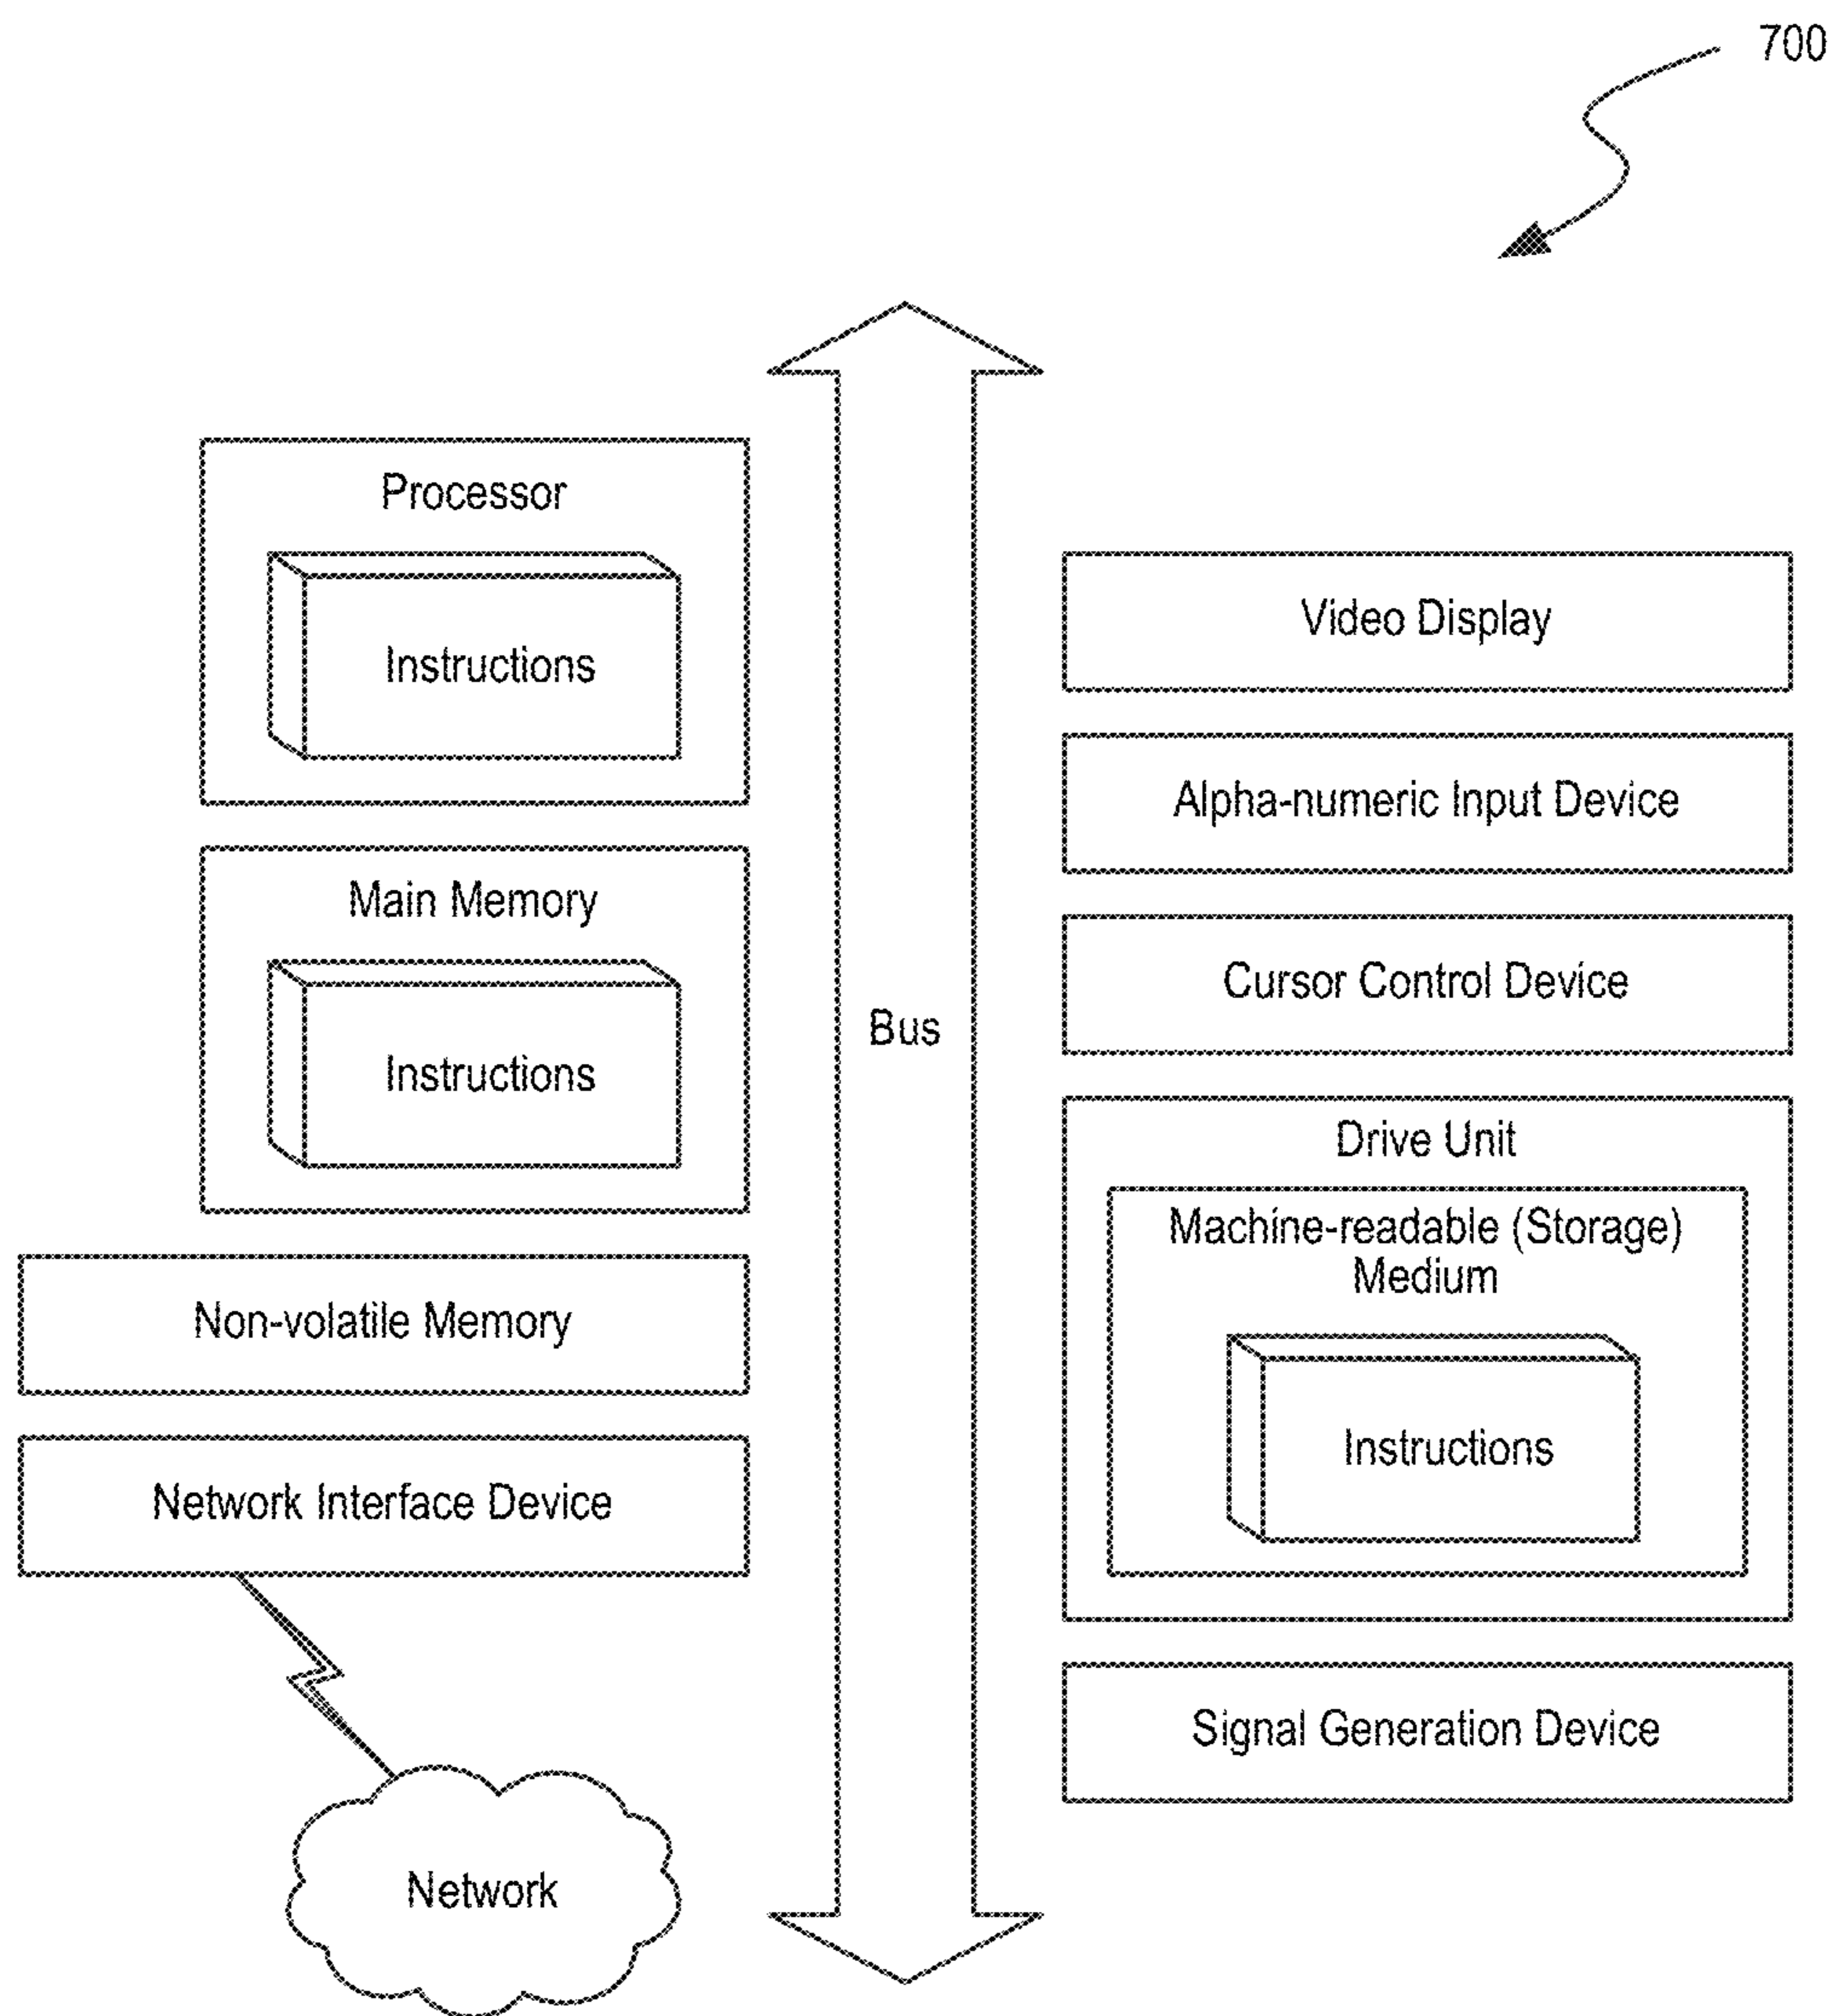 700
Processor
Instructions
Main Memory
Instructions
Non-volatile Memory
Network Interface Device
Network
Bus
Video Display
Alpha-numeric Input Device
Cursor Control Device
Drive Unit
Machine-readable (Storage)
Medium
Instructions
Signal Generation Device